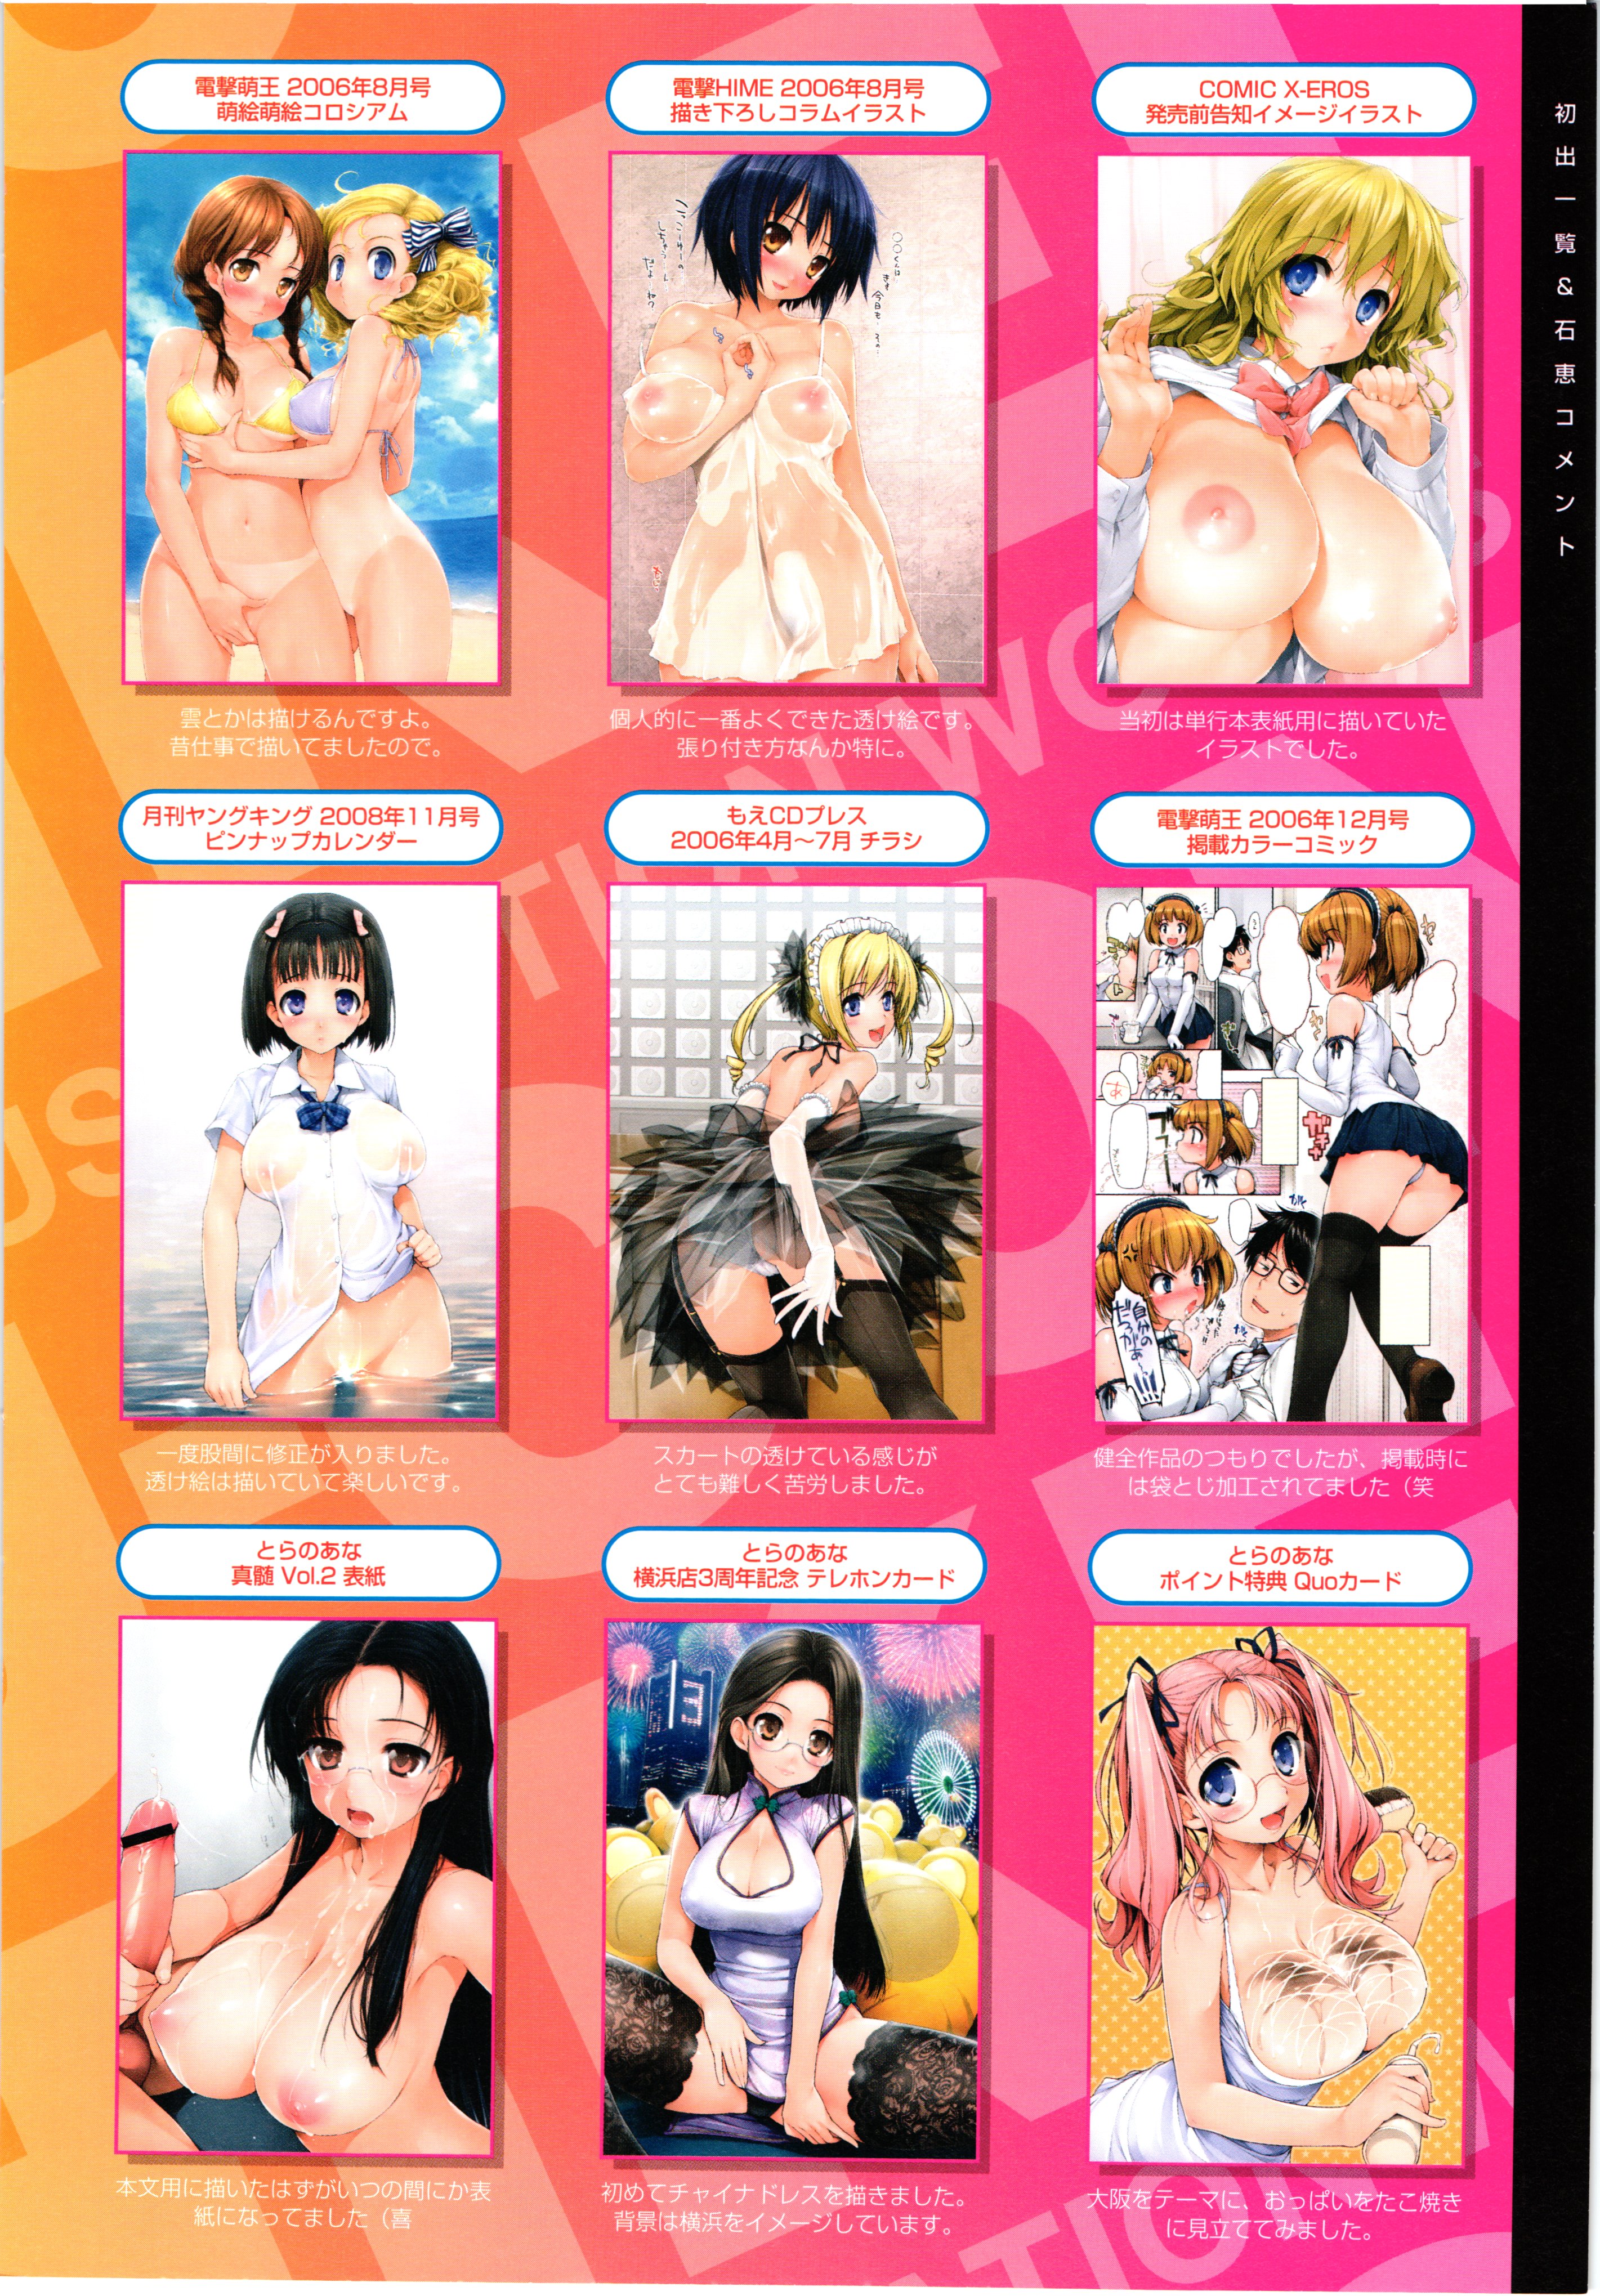 初出一覧&石恵コメント
電撃萌王 2006年8月号
萌絵萌絵コロシアム
雲とかは描けるんですよ。
昔仕事で描いてましたので。
電撃HIME 2006年8月号
描き下ろしコラムイラスト
個人的に一番よくできた透け絵です。
張り付き方なんか特に。
COMIC X-EROS
発売前告知イメージイラスト
当初は単行本表紙用に描いていた
イラストでした。
月刊ヤングキング 2008年11月号
ピンナップカレンダー
一度股間に修正が入りました。
透け絵は描いていて楽しいです。
もえCDプレス
2006年4月〜7月 チラシ
スカートの透けている感じが
とても難しく苦労しました。
電撃萌王 2006年12月号
掲載カラーコミック
あ
ガチャ
自分の
だろがぁ〜!!!
健全作品のつもりでしたが、掲載時に
は袋とじ加工されてました（笑
とらのあな
真髄 Vol.2 表紙
本文用に描いたはずがいつの間にか表
紙になってました（喜
とらのあな
横浜店3周年記念 テレホンカード
3
初めてチャイナドレスを描きました。
背景は横浜をイメージしています。
とらのあな
ポイント特典 Quoカード
大阪をテーマに、おっぱいをたこ焼き
に見立ててみました。